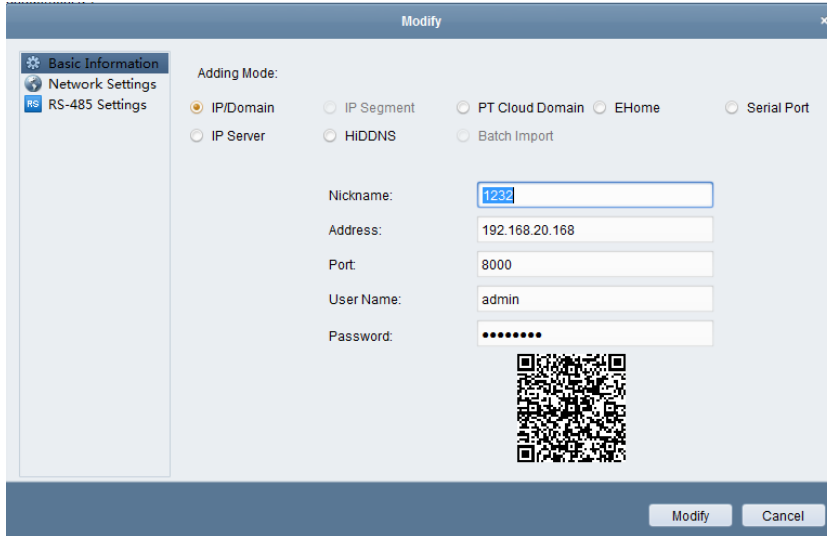 Modify
×
Basic Information
Network Settings
RS RS-485 Settings
Adding Mode:
IP/Domain IP Segment PT Cloud Domain EHome Serial Port
IP Server HiDDNS Batch Import
Nickname: 1232
Address: 192.168.20.168
Port: 8000
User Name: admin
Password: ●●●●●●●●
Modify Cancel